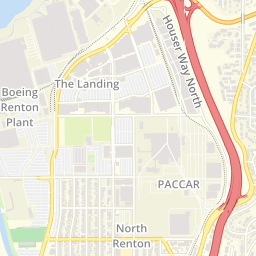 Houser Way North
The Landing
Boeing
Renton
Plant
PACCAR
North
Renton